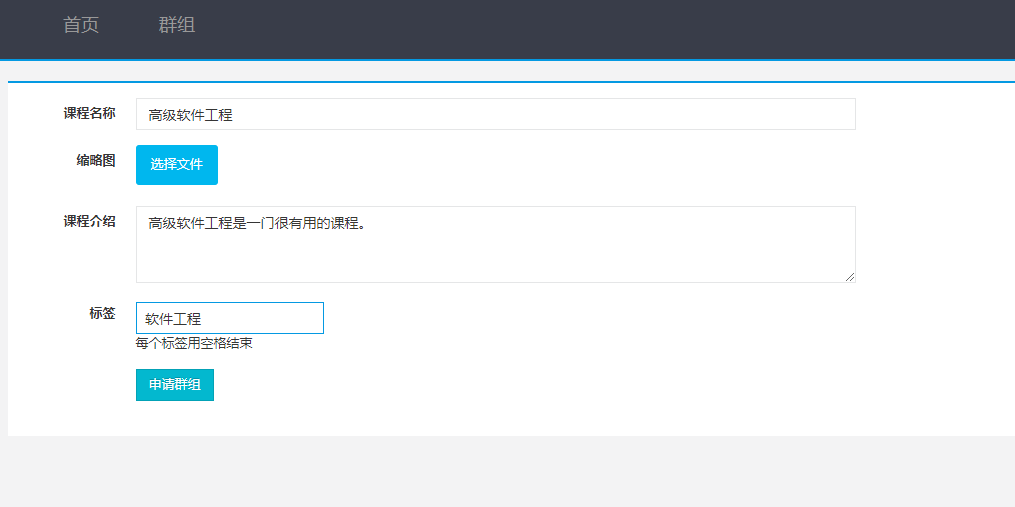 首页 群组
课程名称 高级软件工程
缩略图 选择文件
课程介绍 高级软件工程是一门很有用的课程。
标签 软件工程
每个标签用空格结束
申请群组